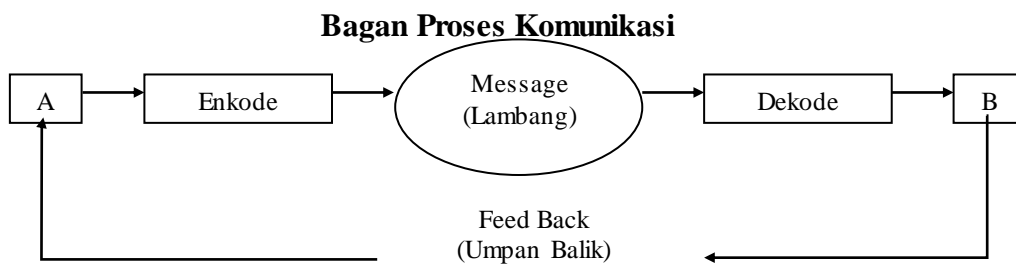 Bagan Proses Komunikasi
A
Enkode
Message
(Lambang)
Dekode
B
Feed Back
(Umpan Balik)